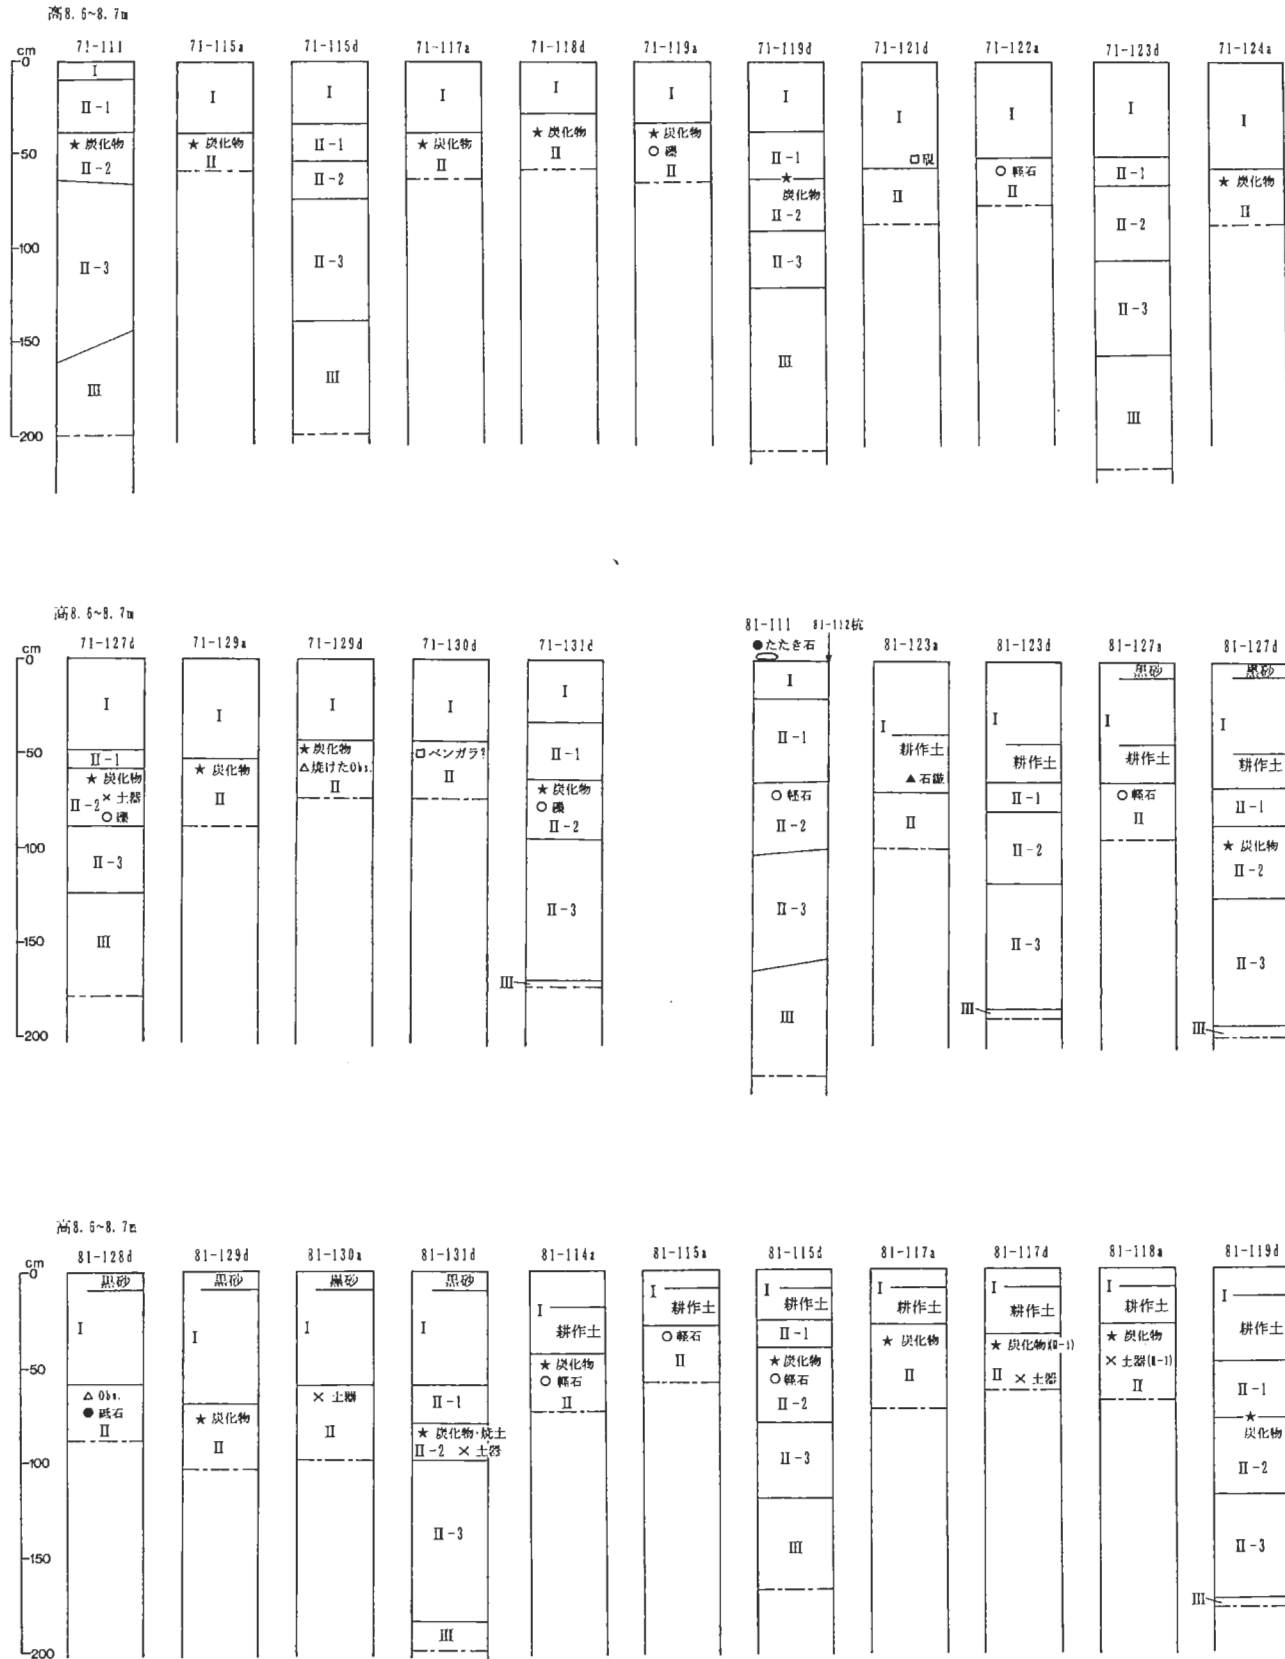 高8.6~8.7m
cm 71-111 71-115a 71-115d 71-117a 71-118d 71-119a 71-119d 71-121d 71-122a 71-123d 71-124a
0
50
100
150
200
I
II-1
★ 炭化物
II-2
II-3
III
I
★ 炭化物
II
I
II-1
II-2
II-3
III
I
★ 炭化物
II
I
★ 炭化物
II
I
★ 炭化物
○ 礫
II
I
II-1
★
炭化物
II-2
II-3
III
I
II
I
○ 軽石
II
I
II-1
II-2
II-3
III
I
★ 炭化物
II
高8.6~8.7m
cm 71-127d 71-129a 71-129d 71-130d 71-131d
0
50
100
150
200
I
II-1
★ 炭化物
II-2 × 土器
○ 礫
II-3
III
I
★ 炭化物
II
I
★炭化物
△焼けたObs.
II
I
□ベンガラ?
II
I
II-1
★ 炭化物
○ 礫
II-2
II-3
III
81-111 81-112杭 81-123a 81-123d 81-127a 81-127d
●たたき石
I
II-1
○ 軽石
II-2
II-3
III
I
耕作土
▲石鏃
II
I
耕作土
II-1
II-2
II-3
III
黒砂
I
耕作土
○ 軽石
II
黒砂
I
耕作土
II-1
★ 炭化物
II-2
II-3
III
高8.6~8.7m
cm 81-128d 81-129d 81-130a 81-131d 81-114a 81-115a 81-115d 81-117a 81-117d 81-118a 81-119d
0
50
100
150
200
黒砂
I
△ Obs.
● 砥石
II
黒砂
I
★ 炭化物
II
黒砂
I
× 土器
II
黒砂
I
II-1
★ 炭化物・焼土
II-2 × 土器
II-3
III
I
耕作土
★ 炭化物
○ 軽石
II
I
耕作土
○ 軽石
II
I
耕作土
II-1
★ 炭化物
○ 軽石
II-2
II-3
III
I
耕作土
★ 炭化物
II
I
耕作土
★ 炭化物(II-1)
II × 土器
I
耕作土
★ 炭化物
× 土器(II-1)
II
I
耕作土
II-1
★
炭化物
II-2
II-3
III